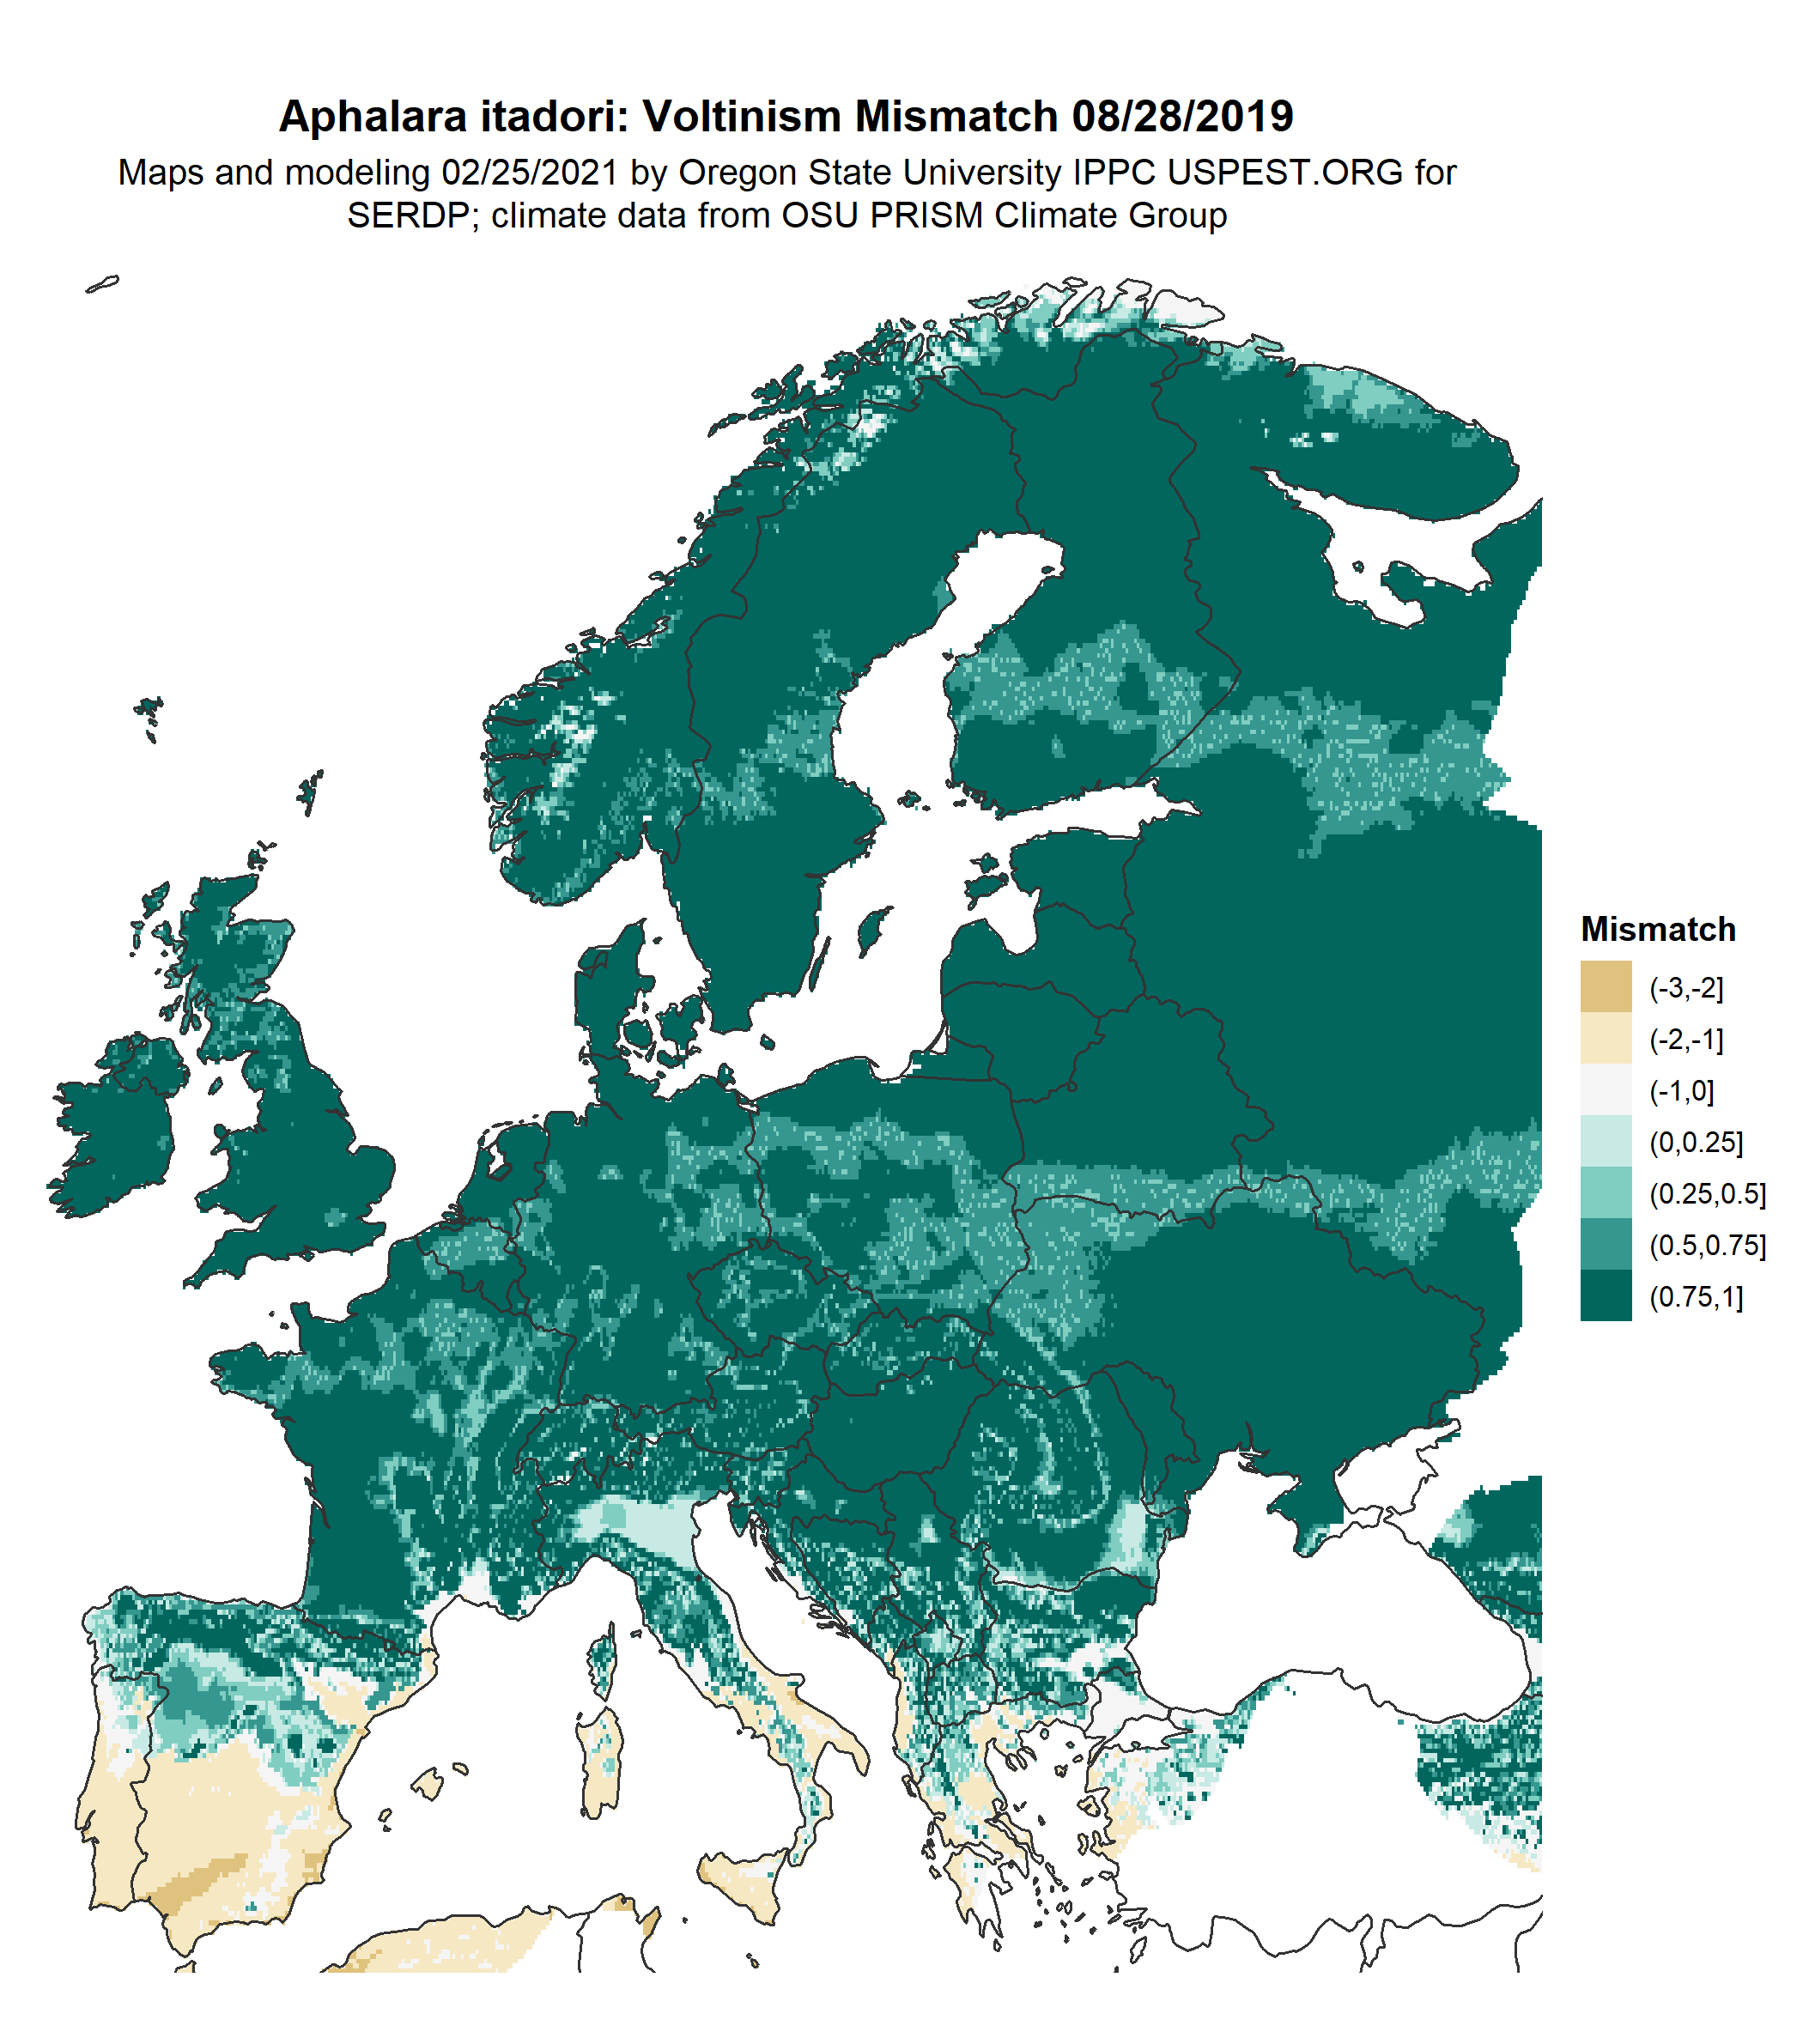 Aphalara itadori: Voltinism Mismatch 08/28/2019
Maps and modeling 02/25/2021 by Oregon State University IPPC USPEST.ORG for
SERDP; climate data from OSU PRISM Climate Group
Mismatch
(-3,-2]
(-2,-1]
(-1,0]
(0,0.25]
(0.25,0.5]
(0.5,0.75]
(0.75,1]